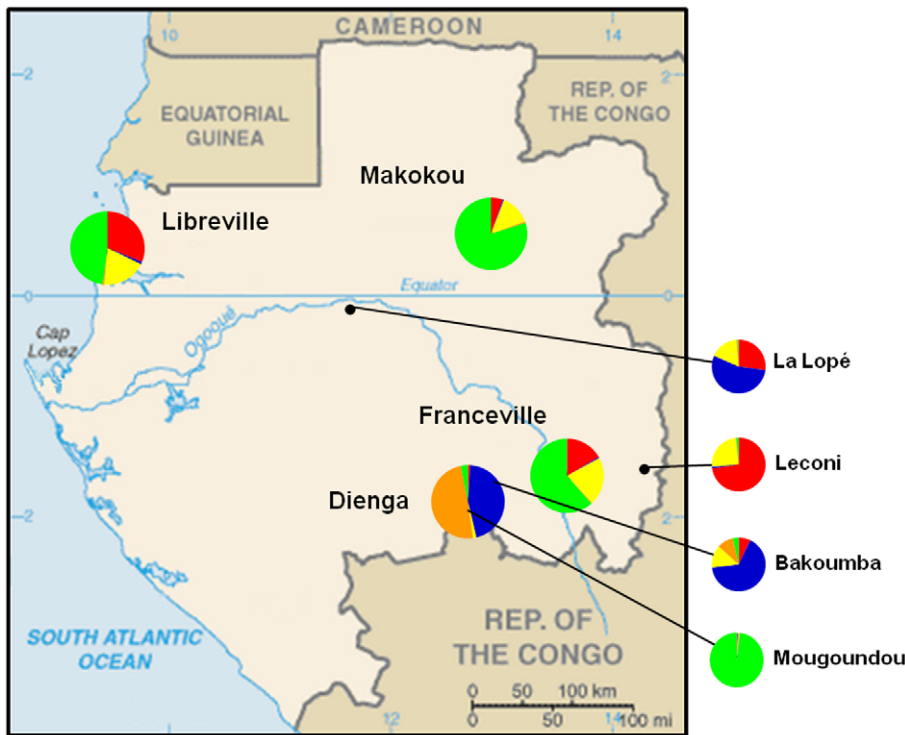 CAMEROON
10
14
2
2
REP. OF
THE CONGO
EQUATORIAL
GUINEA
Makokou
Libreville
Equator
0
0
Cap
Lopez
Ogooué
La Lopé
Franceville
Leconi
Dienga
2
2
Bakoumba
REP. OF
THE CONGO
SOUTH ATLANTIC
OCEAN
Mougoundou
0 50 100 km
0 50 100 mi
12
14